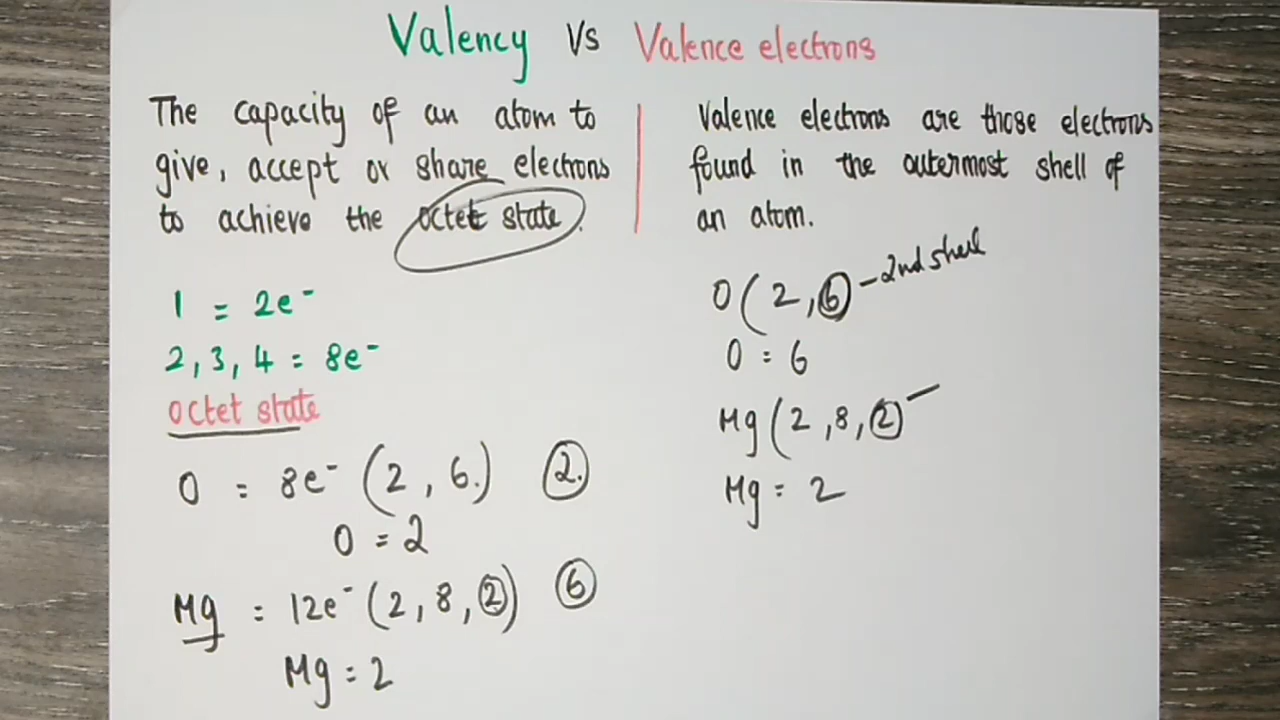 Valency Vs Valence electrons
The capacity of an atom to
give, accept or share electrons
to achieve the octet state.
1 = 2e⁻
2, 3, 4 = 8e⁻
octet state
O = 8e⁻ (2, 6.) 2.
O = 2
Mg = 12e⁻ (2, 8, 2) 6
Mg = 2
Valence electrons are those electrons
found in the outermost shell of
an atom.
O (2, 6 - 2nd shell
O = 6
Mg (2, 8, 2 -
Mg = 2